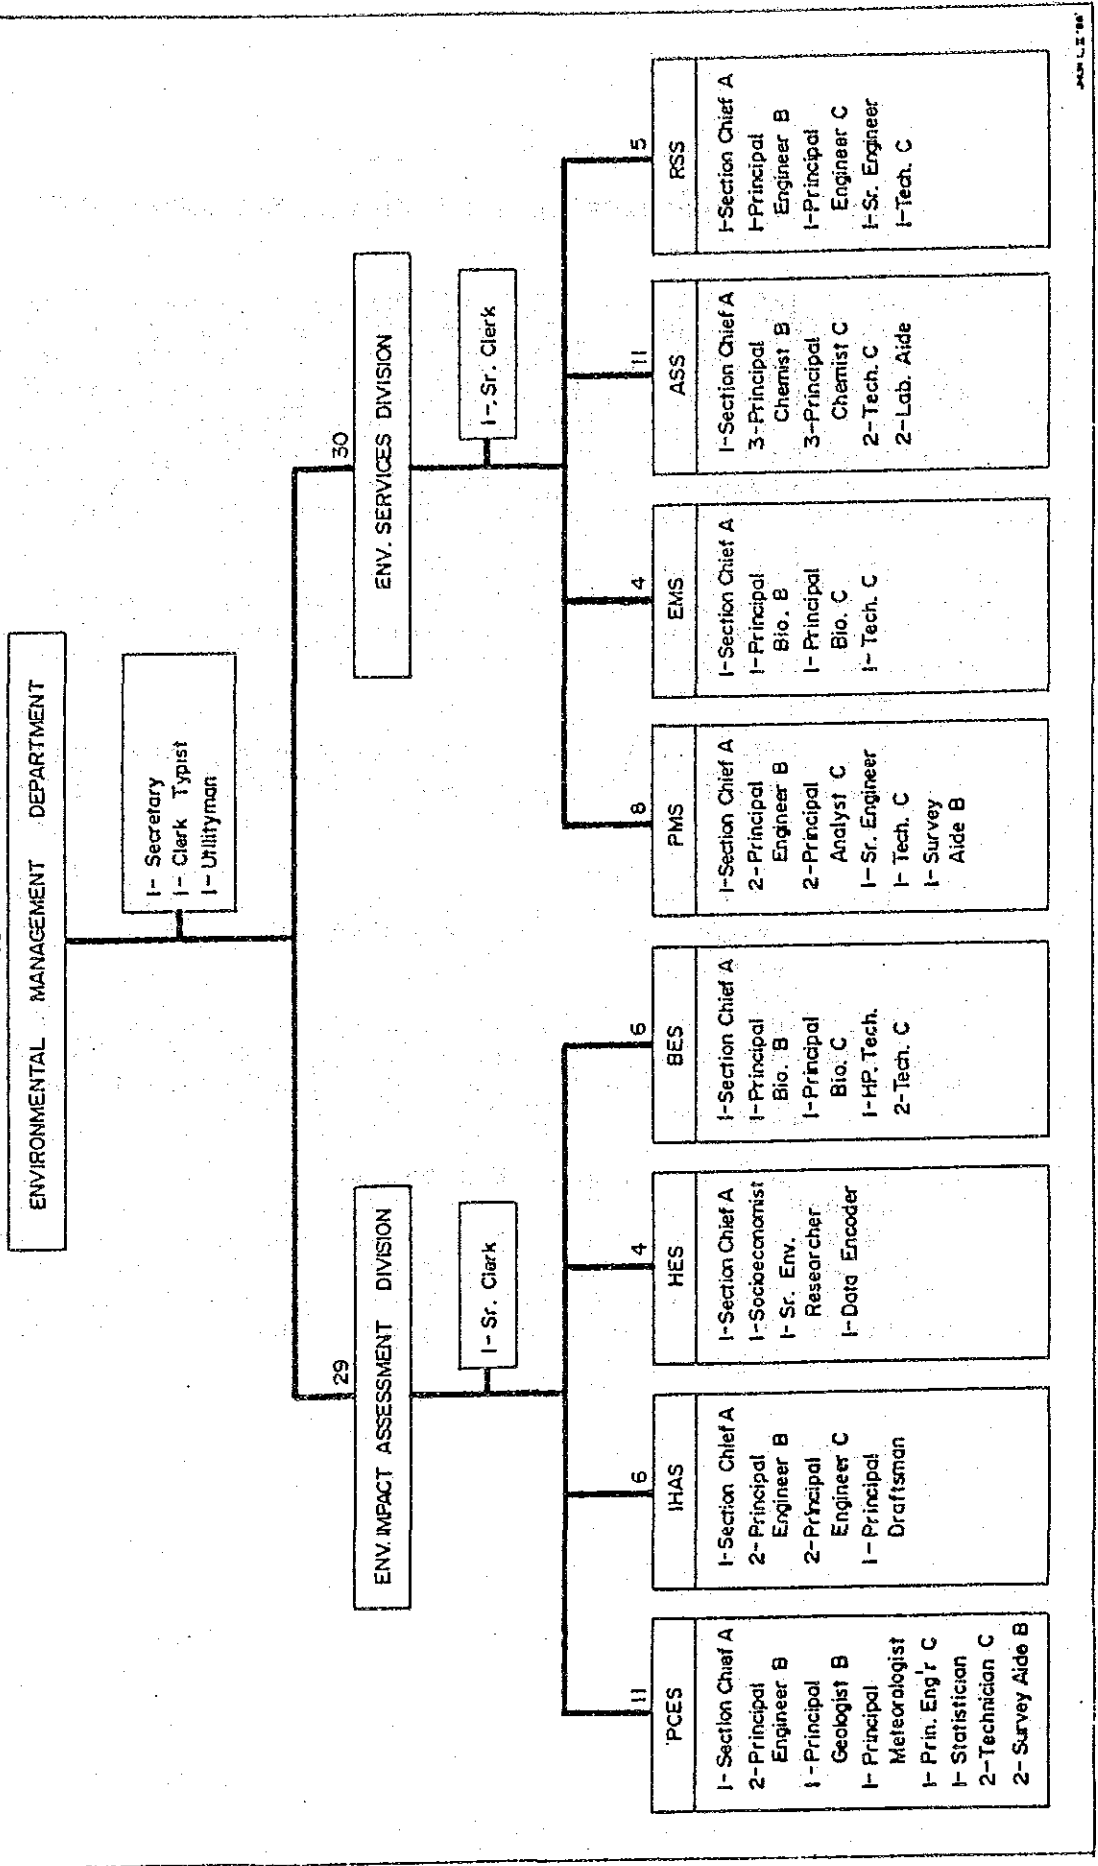 ENVIRONMENTAL MANAGEMENT DEPARTMENT
1- Secretary
1- Clerk Typist
1- Utilityman
29
ENV. IMPACT ASSESSMENT DIVISION
1- Sr. Clerk
30
ENV. SERVICES DIVISION
1-, Sr. Clerk
11
PCES
1- Section Chief A
2-Principal
Engineer B
1-Principal
Geologist B
1- Principal
Meteorologist
1- Prin. Eng'r C
1- Statistician
2-Technician C
2- Survey Aide B
6
IHAS
1-Section Chief A
2-Principal
Engineer B
2-Principal
Engineer C
1-Principal
Draftsman
4
HES
1-Section Chief A
1-Socioeconomist
1- Sr. Env.
Researcher
1-Data Encoder
6
BES
1-Section Chief A
1-Principal
Bio. B
1-Principal
Bio. C
1-HP. Tech.
2-Tech. C
8
PMS
1-Section Chief A
2-Principal
Engineer B
2-Principal
Analyst C
1-Sr. Engineer
1- Tech. C
1-Survey
Aide B
4
EMS
1-Section Chief A
1-Principal
Bio. B
1- Principal
Bio. C
1- Tech. C
11
ASS
1-Section Chief A
3-Principal
Chemist B
3-Principal
Chemist C
2-Tech. C
2-Lab. Aide
5
RSS
1-Section Chief A
1-Principal
Engineer B
1-Principal
Engineer C
1-Sr. Engineer
1-Tech. C